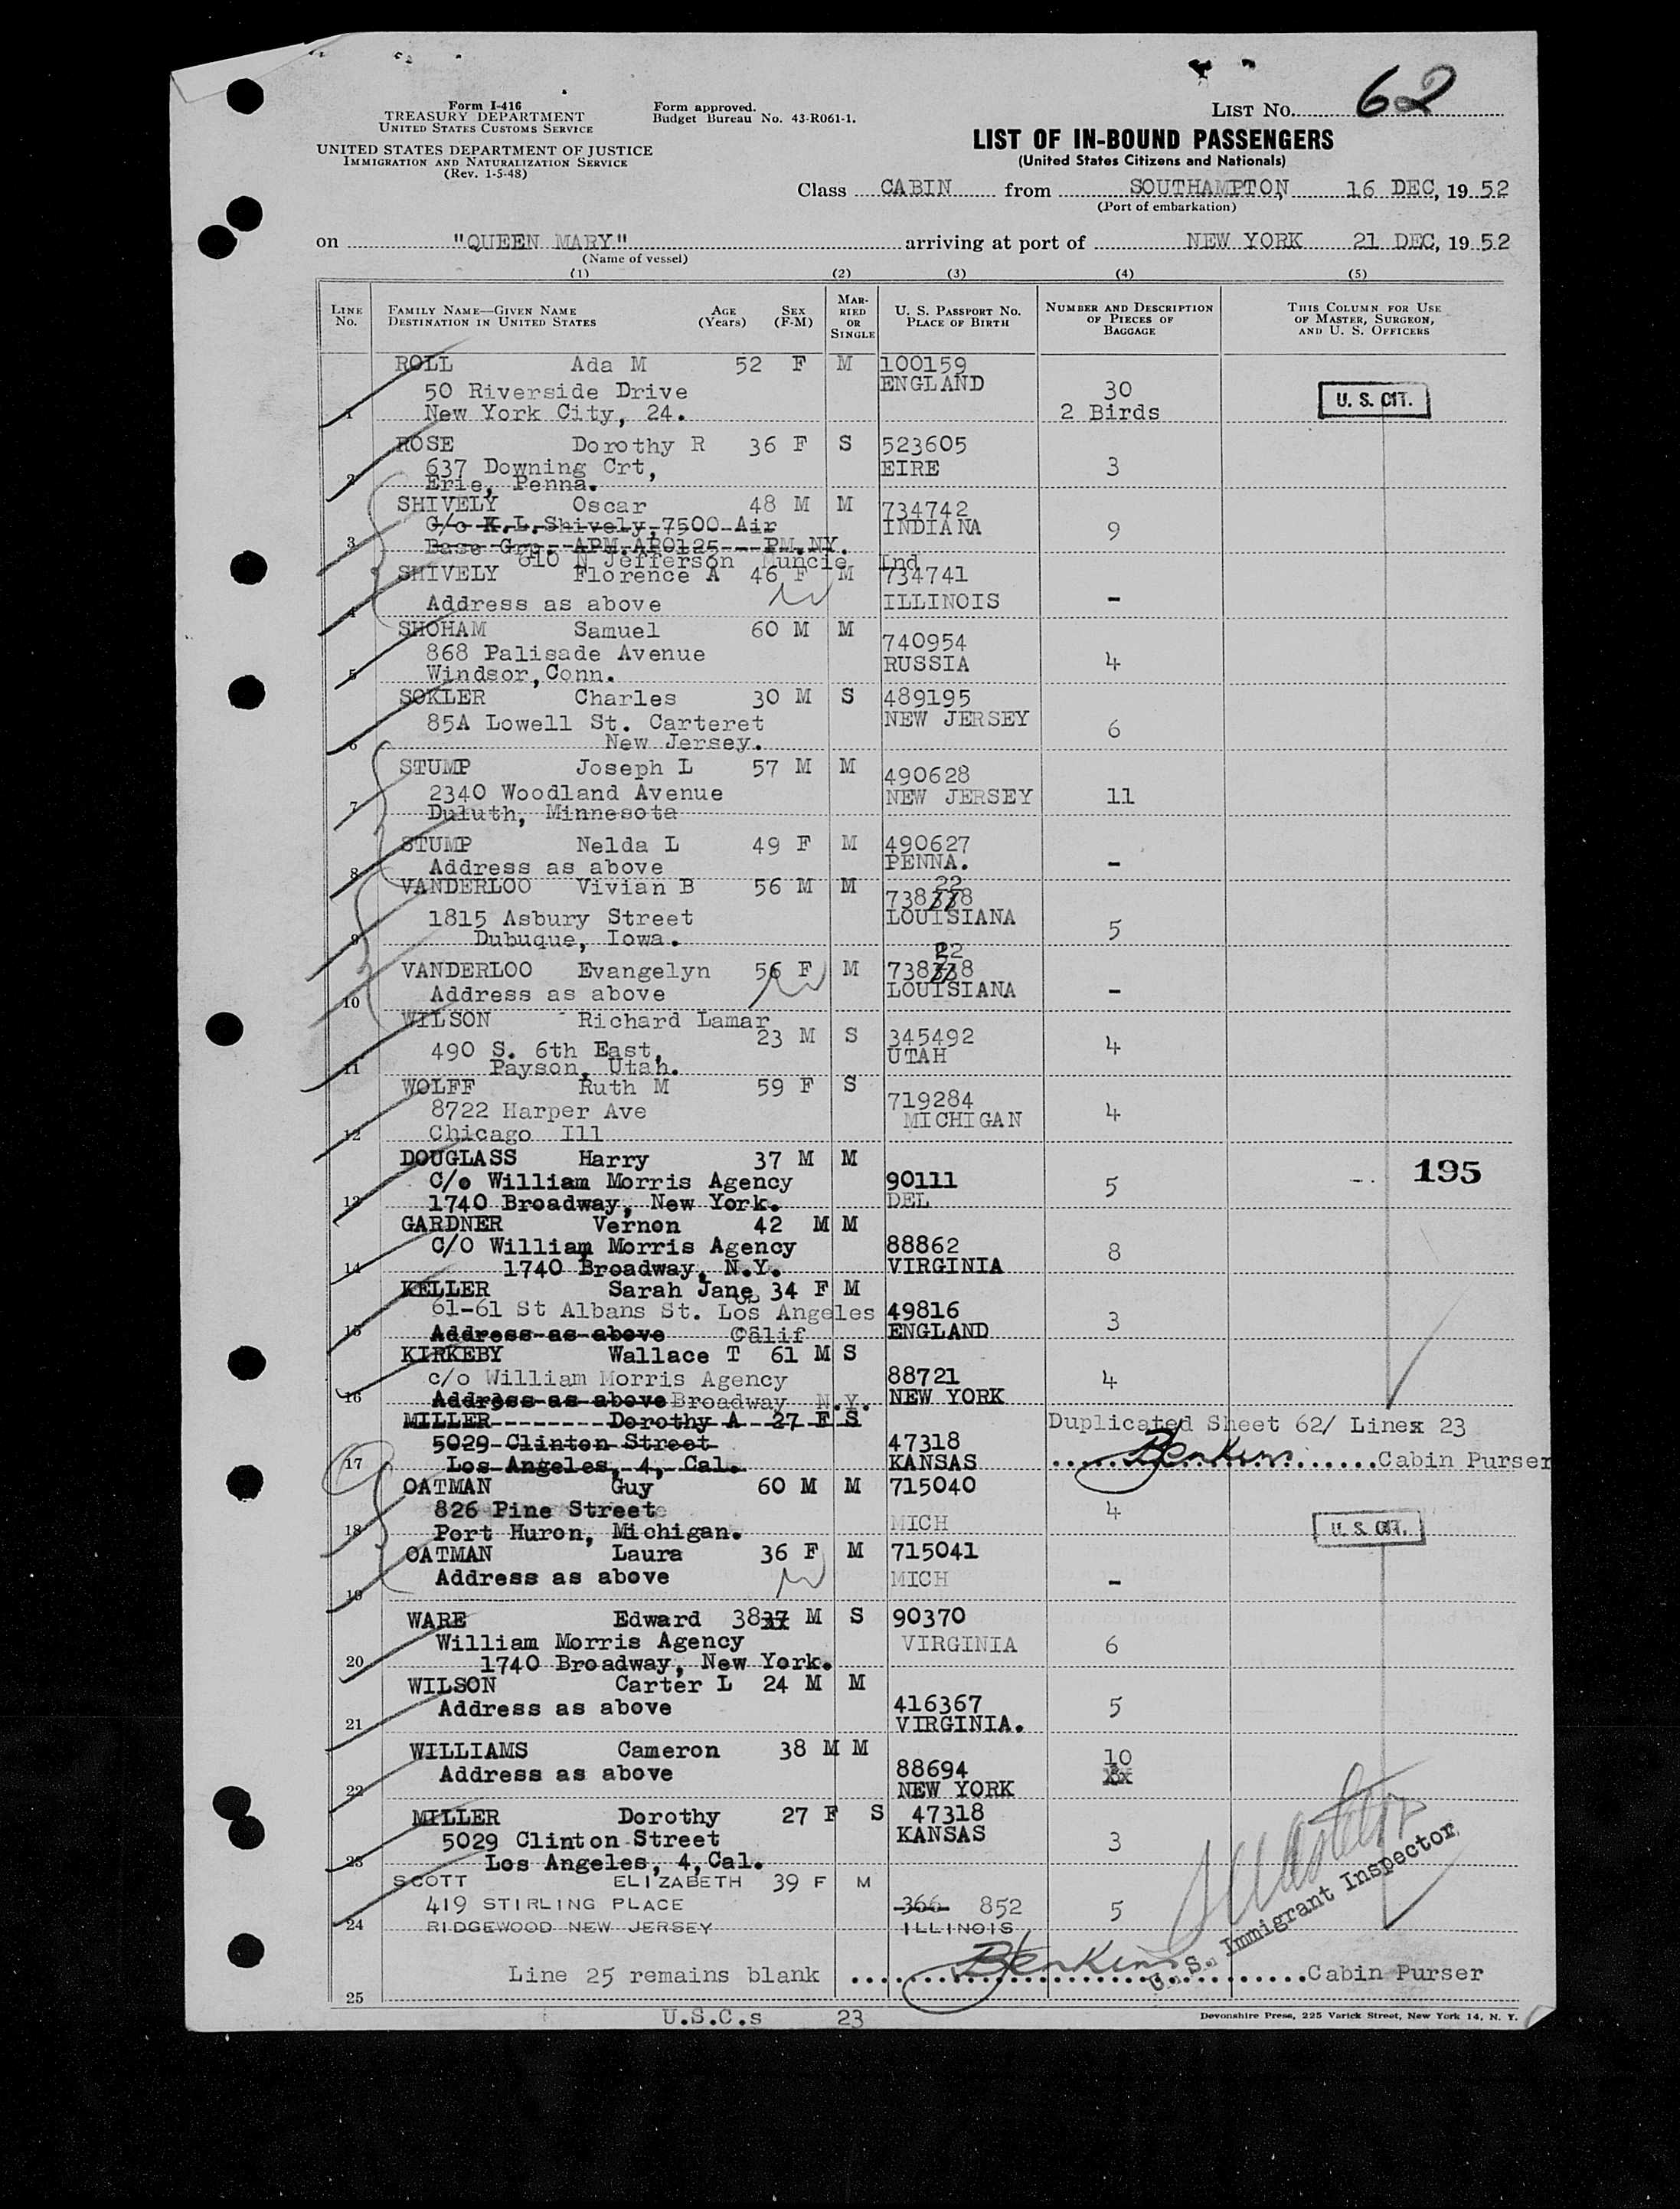 Form I-416
TREASURY DEPARTMENT
UNITED STATES CUSTOMS SERVICE
UNITED STATES DEPARTMENT OF JUSTICE
IMMIGRATION AND NATURALIZATION SERVICE
(Rev. 1-5-48)
Form approved.
Budget Bureau No. 43-R061-1.
LIST NO. 62
LIST OF IN-BOUND PASSENGERS
(United States Citizens and Nationals)
Class CABIN from SOUTHAMPTON, 16 DEC, 1952
(Port of embarkation)
on "QUEEN MARY" arriving at port of NEW YORK 21 DEC, 1952
(Name of vessel)
(1) (2) (3) (4) (5)
LINE NO. FAMILY NAME—GIVEN NAME DESTINATION IN UNITED STATES AGE (Years) SEX (F-M) MARRIED OR SINGLE U. S. PASSPORT NO. PLACE OF BIRTH NUMBER AND DESCRIPTION OF PIECES OF BAGGAGE THIS COLUMN FOR USE OF MASTER, SURGEON, AND U. S. OFFICERS
ROLL Ada M 52 F M 100159
50 Riverside Drive ENGLAND 30
1 New York City, 24. 2 Birds U. S. CIT.
ROSE Dorothy R 36 F S 523605
637 Downing Crt, EIRE 3
2 Erie, Penna.
SHIVELY Oscar 48 M M 734742
C/o K.L.Shively,7500 Air INDIANA 9
3 Base Grp. APM.APO125 PM.NY.
610 N Jefferson Muncie Ind
SHIVELY Florence A 46 F M 734741
4 Address as above ILLINOIS -
SHOHAM Samuel 60 M M 740954
868 Palisade Avenue RUSSIA 4
5 Windsor,Conn.
SOKLER Charles 30 M S 489195
85A Lowell St. Carteret NEW JERSEY 6
6 New Jersey.
STUMP Joseph L 57 M M 490628
2340 Woodland Avenue NEW JERSEY 11
7 Duluth, Minnesota
STUMP Nelda L 49 F M 490627
8 Address as above PENNA. -
VANDERLOO Vivian B 56 M M 22
738338
1815 Asbury Street LOUISIANA 5
9 Dubuque, Iowa.
22
VANDERLOO Evangelyn 56 F M 738338
10 Address as above LOUISIANA -
WILSON Richard Lamar
23 M S 345492
490 S. 6th East, UTAH 4
11 Payson, Utah.
WOLFF Ruth M 59 F S 719284
8722 Harper Ave MICHIGAN 4
12 Chicago Ill
DOUGLASS Harry 37 M M
C/o William Morris Agency 90111 5 195
13 1740 Broadway, New York. DEL
GARDNER Vernon 42 M M
C/O William Morris Agency 88862 8
14 1740 Broadway, N.Y. VIRGINIA
KELLER Sarah Jane 34 F M
61-61 St Albans St. Los Angeles 49816 3
15 Address as above Calif ENGLAND
KIRKEBY Wallace T 61 M S
c/o William Morris Agency 88721 4
16 Address as above Broadway N.Y. NEW YORK
MILLER Dorothy A 27 F S Duplicated Sheet 62/ Linex 23
5029 Clinton Street 47318
17 Los Angeles, 4, Cal. KANSAS Benkins Cabin Purser
OATMAN Guy 60 M M 715040
826 Pine Street 4
18 Port Huron, Michigan. MICH U. S. CIT.
OATMAN Laura 36 F M 715041
19 Address as above MICH -
WARE Edward 38 37 M S 90370
William Morris Agency VIRGINIA 6
20 1740 Broadway, New York.
WILSON Carter L 24 M M
Address as above 416367 5
21 VIRGINIA.
WILLIAMS Cameron 38 M M 10
Address as above 88694
22 NEW YORK
MILLER Dorothy 27 F S 47318
5029 Clinton Street KANSAS 3
23 Los Angeles, 4,Cal.
SCOTT ELIZABETH 39 F M
419 STIRLING PLACE 366 852 5
24 RIDGEWOOD NEW JERSEY ILLINOIS
U. S. Immigrant Inspector
Line 25 remains blank Benkins Cabin Purser
25
U.S.C.s 23
Devonshire Press, 225 Varick Street, New York 14, N. Y.